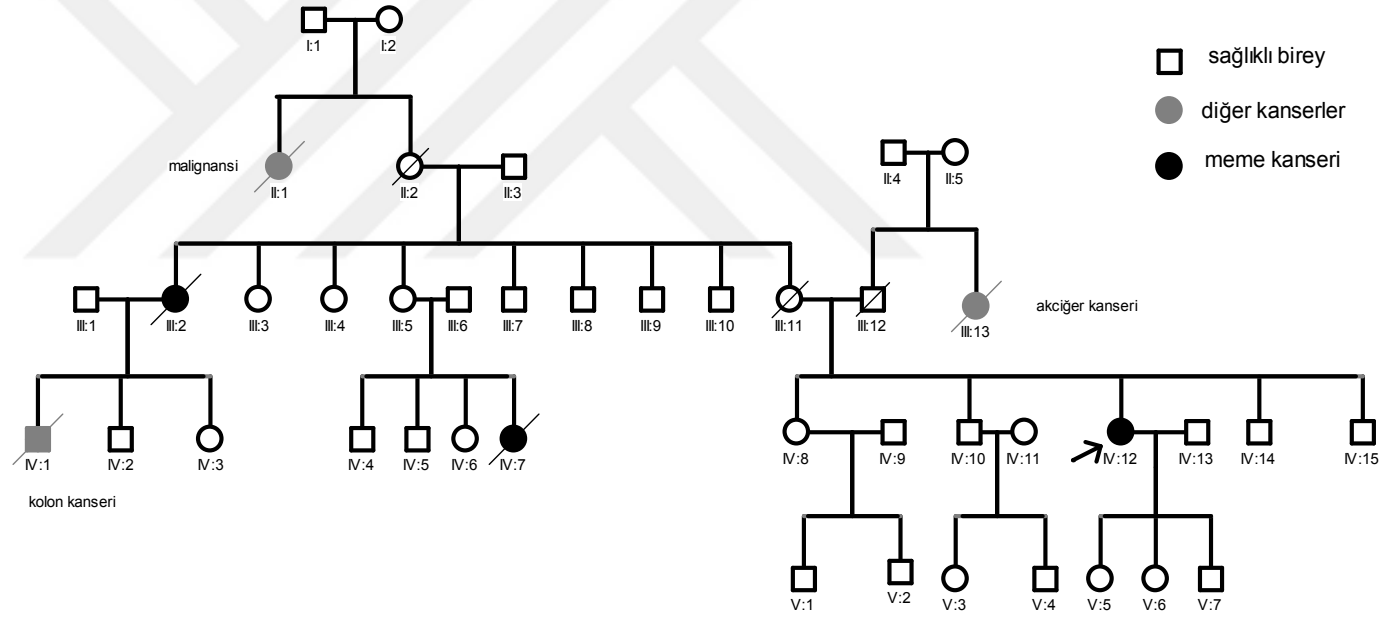 I:1 I:2
sağlıklı birey
diğer kanserler
meme kanseri
malignansi
II:1 II:2 II:3 II:4 II:5
III:1 III:2 III:3 III:4 III:5 III:6 III:7 III:8 III:9 III:10 III:11 III:12 III:13
akciğer kanseri
IV:1 IV:2 IV:3 IV:4 IV:5 IV:6 IV:7 IV:8 IV:9 IV:10 IV:11 IV:12 IV:13 IV:14 IV:15
kolon kanseri
V:1 V:2 V:3 V:4 V:5 V:6 V:7